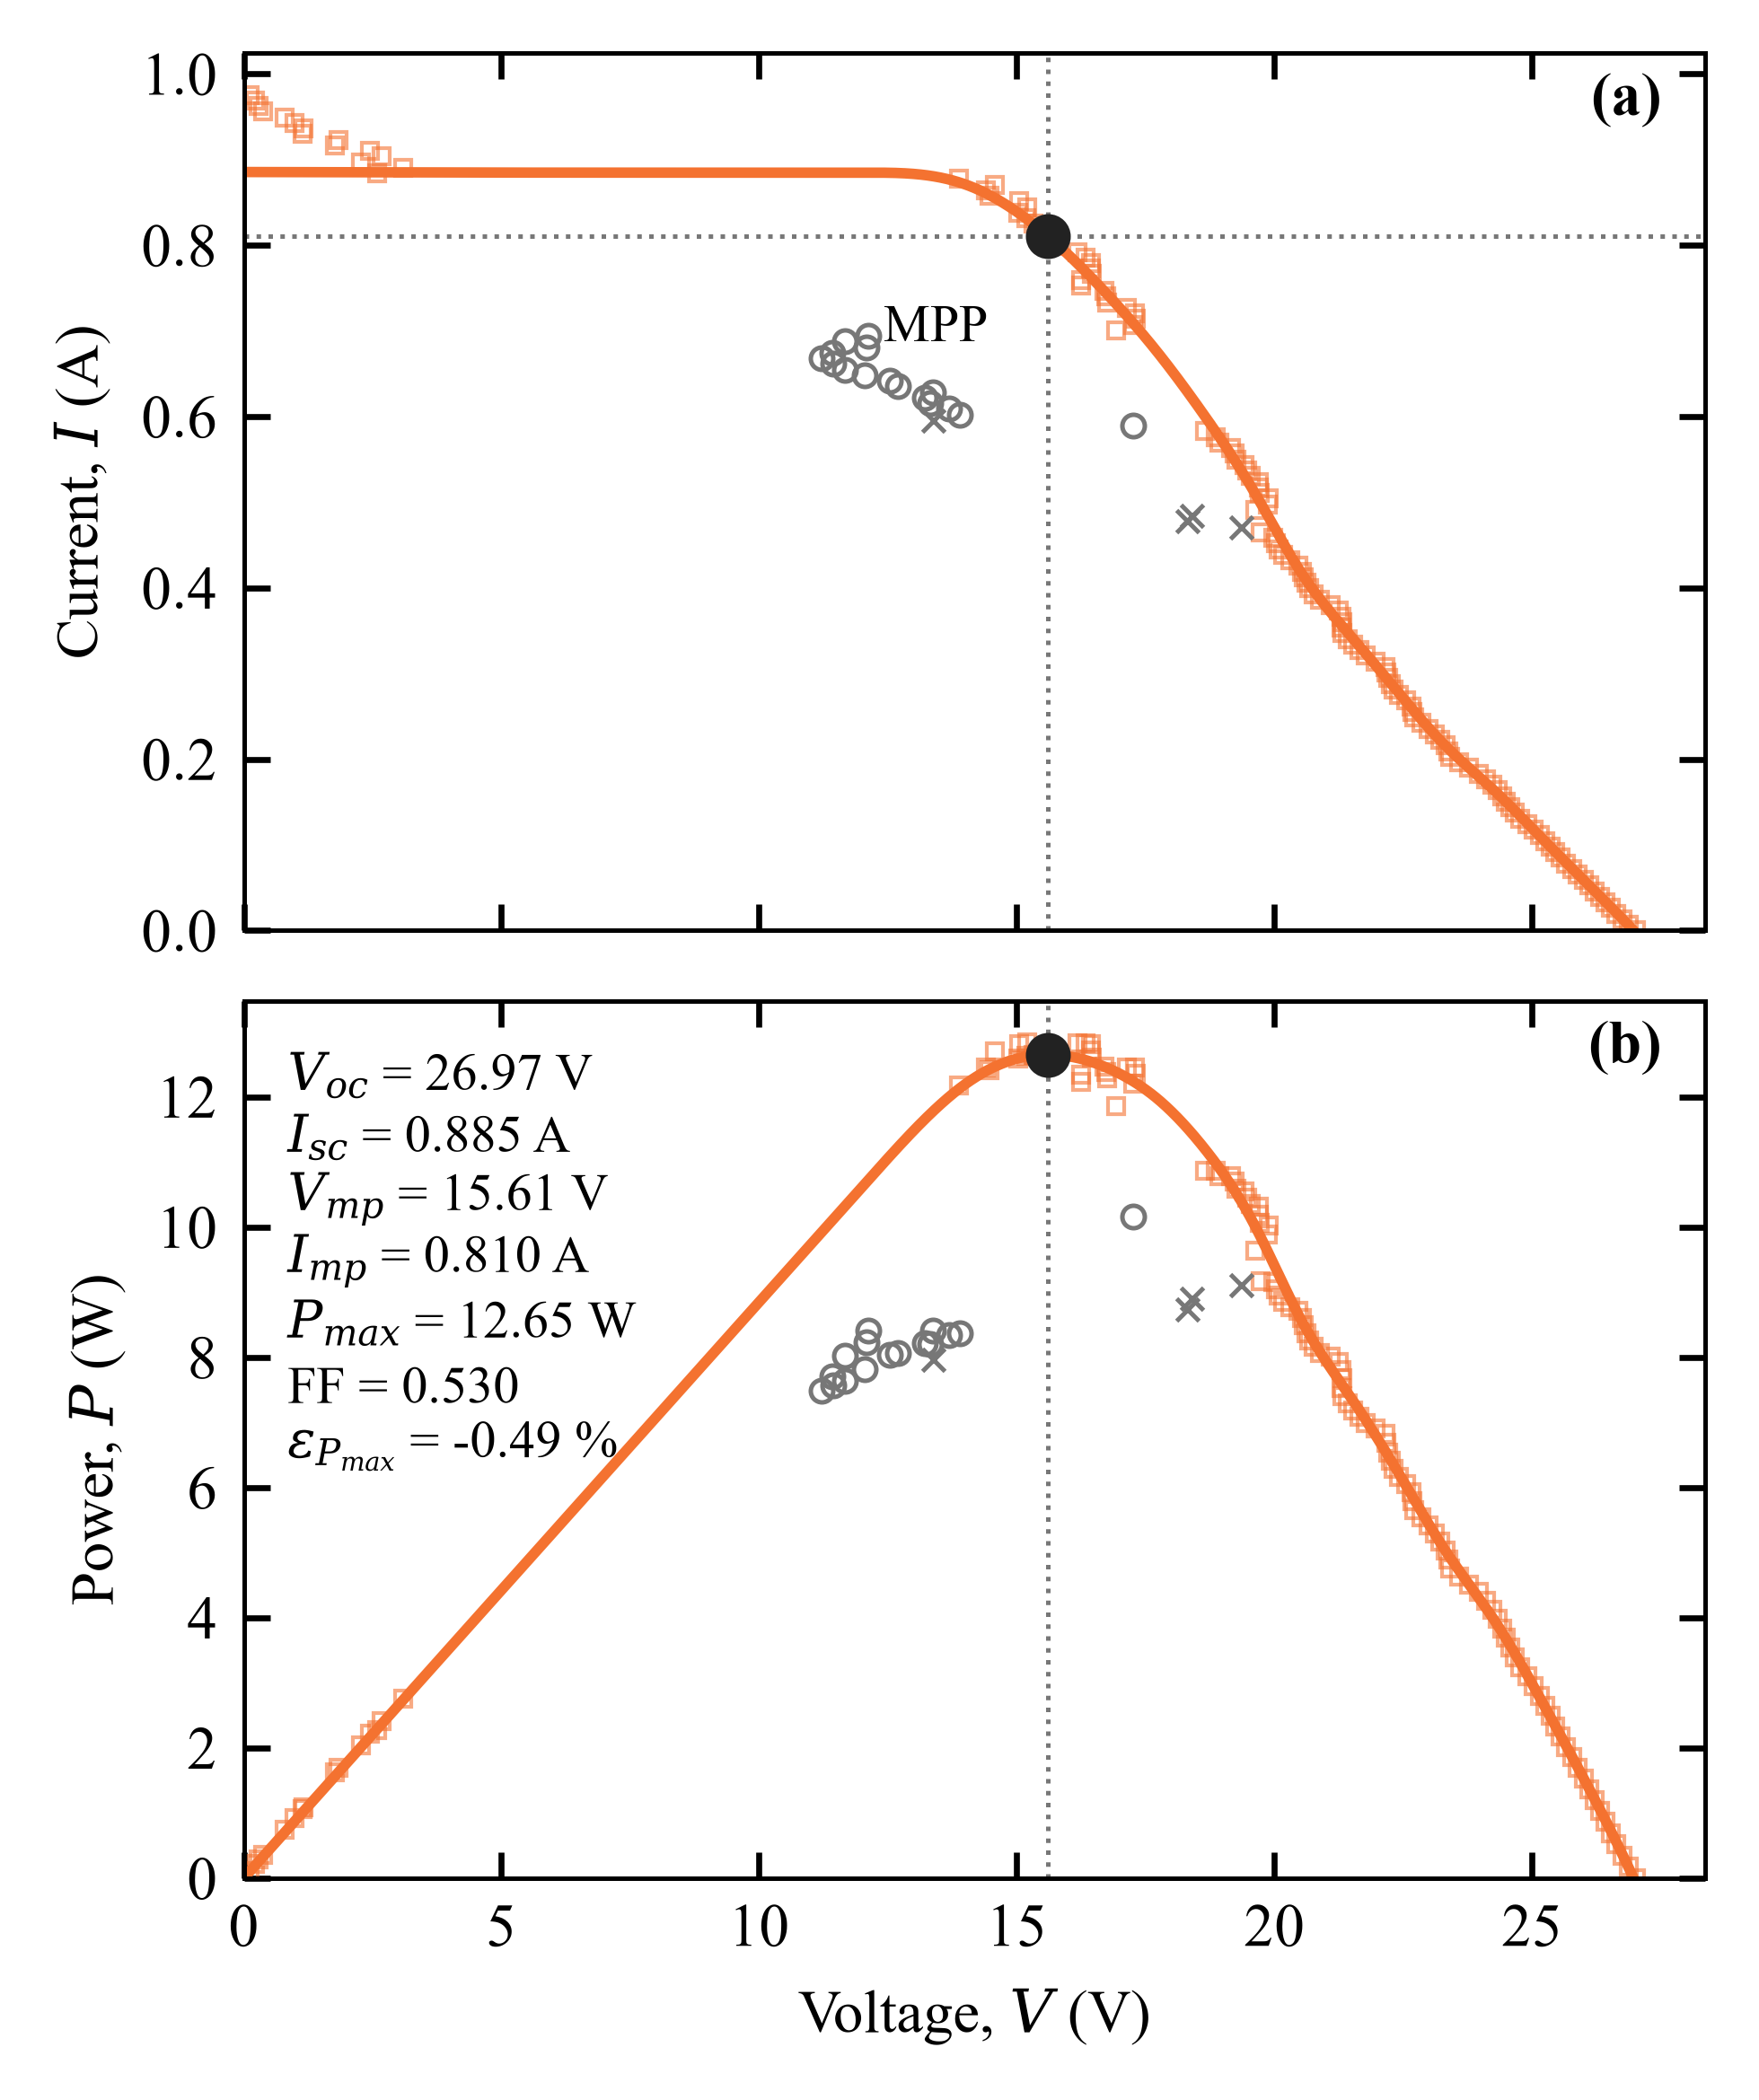 1.0
(a)
0.8
MPP
0.6
0.4
0.2
0.0
Current, I (A)
(b)
V_oc = 26.97 V
I_sc = 0.885 A
V_mp = 15.61 V
I_mp = 0.810 A
P_max = 12.65 W
FF = 0.530
ε_P_max = -0.49 %
12
10
8
6
4
2
0
Power, P (W)
0 5 10 15 20 25
Voltage, V (V)